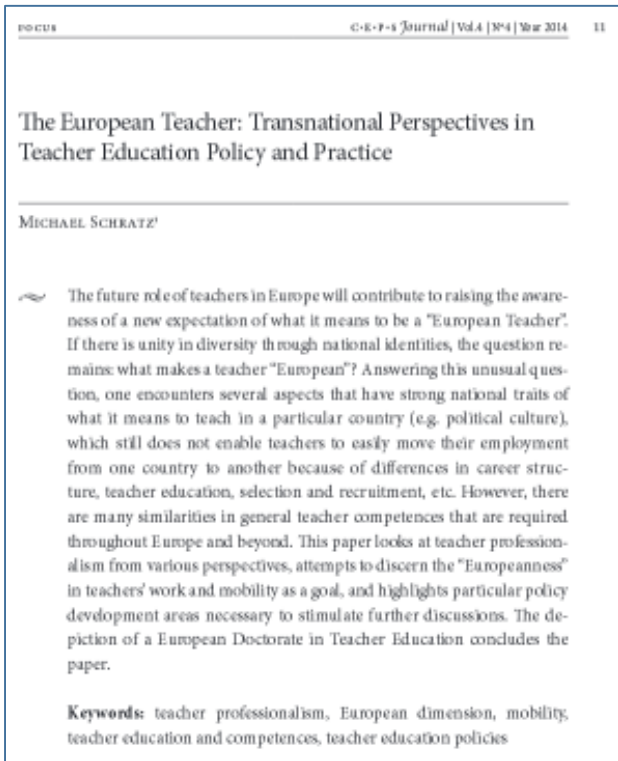 FOCUS
C·E·P·S Journal | Vol.4 | N°4 | Year 2014 11
The European Teacher: Transnational Perspectives in
Teacher Education Policy and Practice
Michael Schratz¹
The future role of teachers in Europe will contribute to raising the aware-
ness of a new expectation of what it means to be a “European Teacher”.
If there is unity in diversity through national identities, the question re-
mains: what makes a teacher “European”? Answering this unusual ques-
tion, one encounters several aspects that have strong national traits of
what it means to teach in a particular country (e.g. political culture),
which still does not enable teachers to easily move their employment
from one country to another because of differences in career struc-
ture, teacher education, selection and recruitment, etc. However, there
are many similarities in general teacher competences that are required
throughout Europe and beyond. This paper looks at teacher profession-
alism from various perspectives, attempts to discern the “Europeanness”
in teachers’ work and mobility as a goal, and highlights particular policy
development areas necessary to stimulate further discussions. The de-
piction of a European Doctorate in Teacher Education concludes the
paper.
Keywords: teacher professionalism, European dimension, mobility,
teacher education and competences, teacher education policies